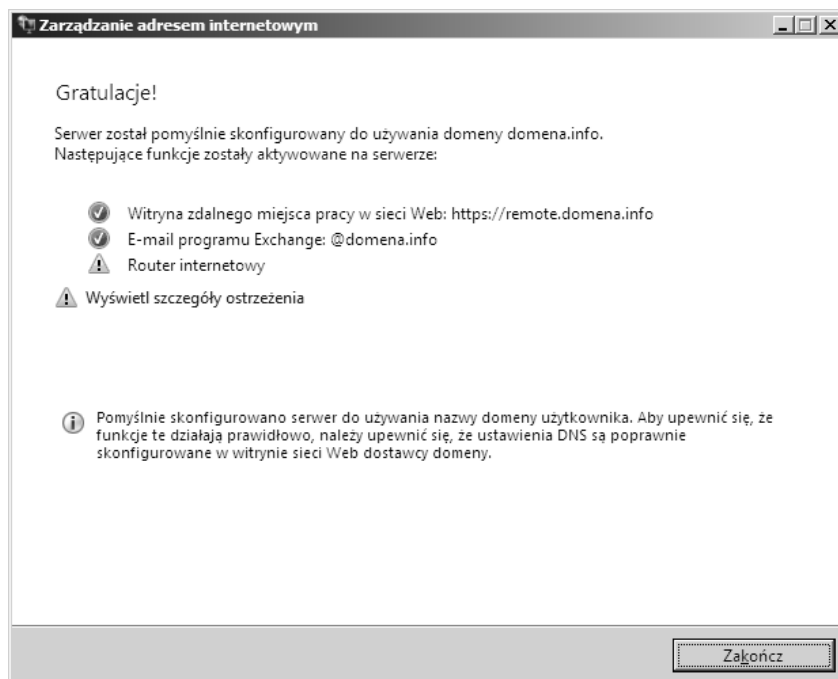 Zarządzanie adresem internetowym
Gratulacje!
Serwer został pomyślnie skonfigurowany do używania domeny domena.info.
Następujące funkcje zostały aktywowane na serwerze:
Witryna zdalnego miejsca pracy w sieci Web: https://remote.domena.info
E-mail programu Exchange: @domena.info
Router internetowy
Wyświetl szczegóły ostrzeżenia
Pomyślnie skonfigurowano serwer do używania nazwy domeny użytkownika. Aby upewnić się, że
funkcje te działają prawidłowo, należy upewnić się, że ustawienia DNS są poprawnie
skonfigurowane w witrynie sieci Web dostawcy domeny.
Zakończ